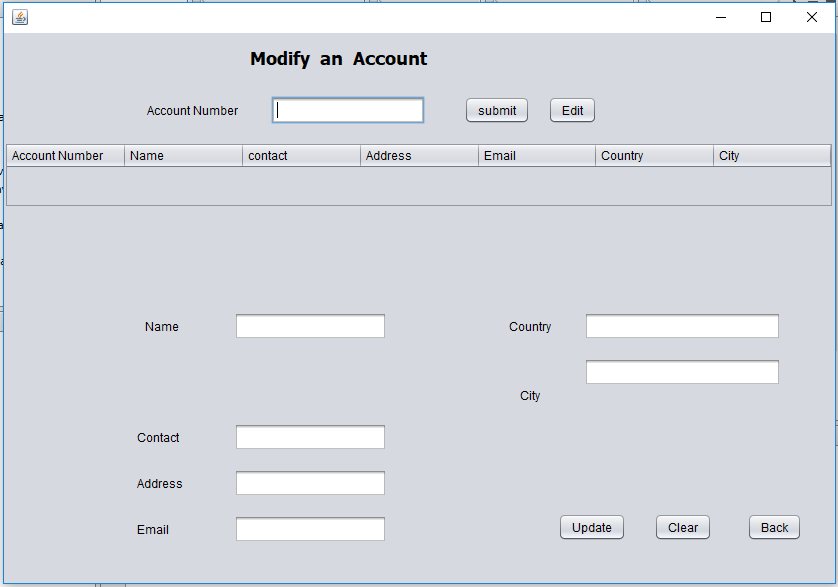 Modify an Account
Account Number submit Edit
Account Number Name contact Address Email Country City
Name Country
City
Contact
Address
Email Update Clear Back